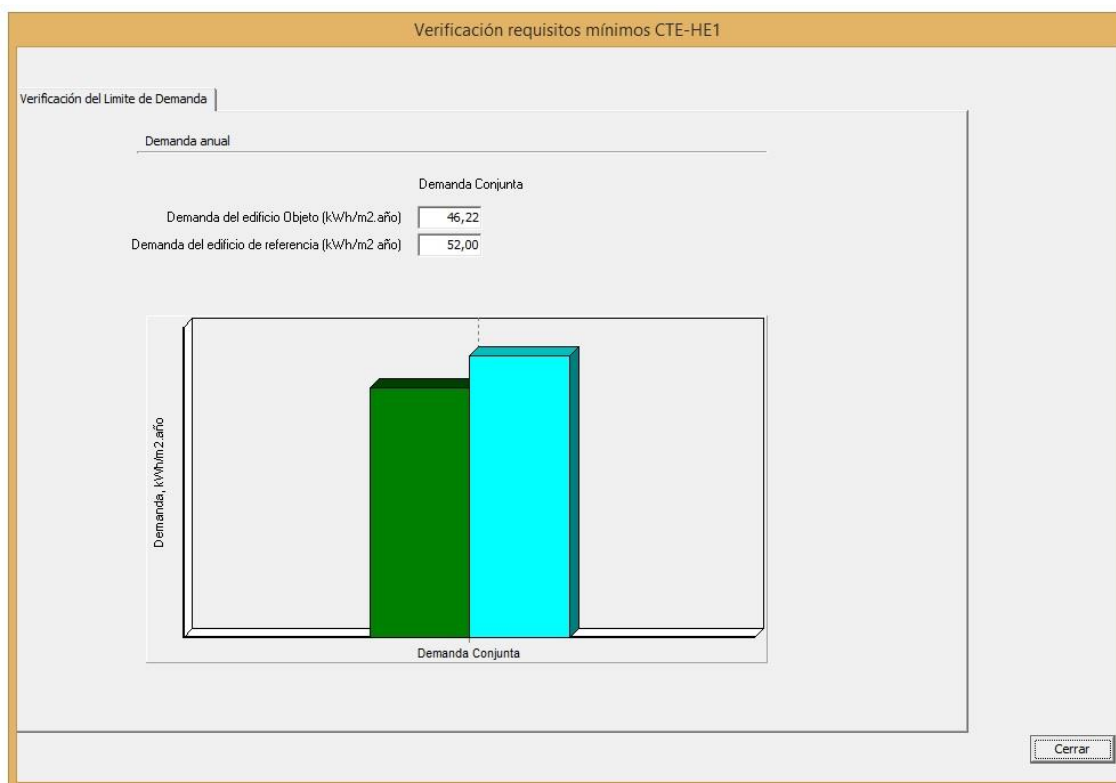 Verificación requisitos mínimos CTE-HE1
Verificación del Limite de Demanda
Demanda anual
Demanda Conjunta
Demanda del edificio Objeto (kWh/m2.año) 46,22
Demanda del edificio de referencia (kWh/m2 año) 52,00
Demanda, kWh/m2.año
Demanda Conjunta
Cerrar